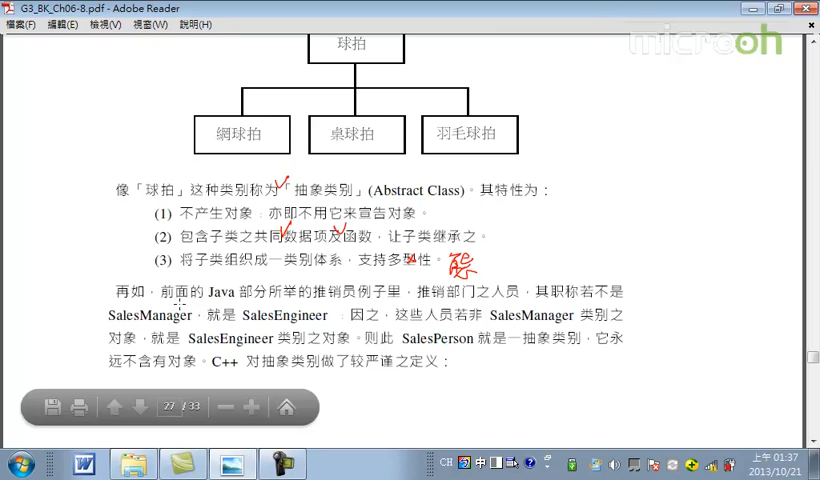 G3_BK_Ch06-8.pdf - Adobe Reader
檔案(F) 編輯(E) 檢視(V) 視窗(W) 說明(H)
microoh
球拍
網球拍 桌球拍 羽毛球拍
像「球拍」这种类别称为「抽象类别」(Abstract Class)。其特性为：
(1) 不产生对象﹔亦即不用它来宣告对象。
(2) 包含子类之共同数据项及函数，让子类继承之。
(3) 将子类组织成一类别体系，支持多型性。 態
再如，前面的 Java 部分所举的推销员例子里，推销部门之人员，其职称若不是
SalesManager，就是 SalesEngineer ﹔因之，这些人员若非 SalesManager 类别之
对象，就是 SalesEngineer 类别之对象。则此 SalesPerson 就是一抽象类别，它永
远不含有对象。C++ 对抽象类别做了较严谨之定义：
27 / 33
CH 中
上午 01:37
2013/10/21